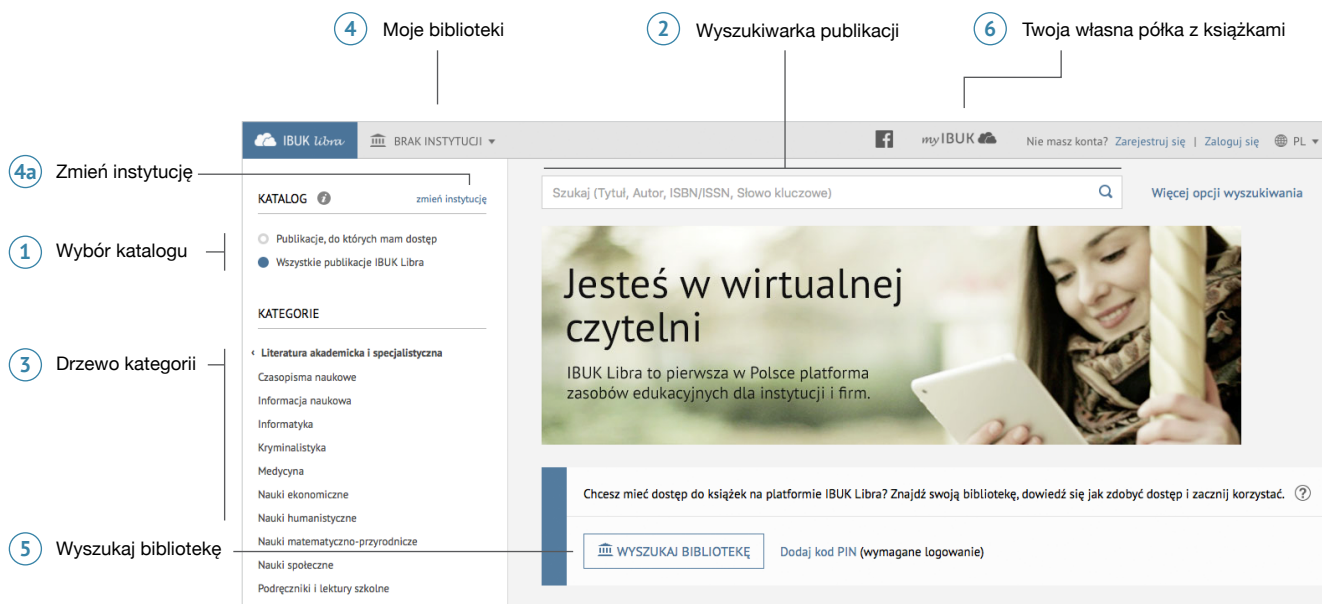 4 Moje biblioteki
2 Wyszukiwarka publikacji
6 Twoja własna półka z książkami
IBUK libra
BRAK INSTYTUCJI
f
myIBUK
Nie masz konta? Zarejestruj się | Zaloguj się
PL
4a Zmień instytucję
KATALOG i
zmień instytucję
Szukaj (Tytuł, Autor, ISBN/ISSN, Słowo kluczowe)
Więcej opcji wyszukiwania
1 Wybór katalogu
Publikacje, do których mam dostęp
Wszystkie publikacje IBUK Libra
Jesteś w wirtualnej
czytelni
IBUK Libra to pierwsza w Polsce platforma
zasobów edukacyjnych dla instytucji i firm.
KATEGORIE
3 Drzewo kategorii
‹ Literatura akademicka i specjalistyczna
Czasopisma naukowe
Informacja naukowa
Informatyka
Kryminalistyka
Medycyna
Nauki ekonomiczne
Nauki humanistyczne
Nauki matematyczno-przyrodnicze
Nauki społeczne
Podręczniki i lektury szkolne
Chcesz mieć dostęp do książek na platformie IBUK Libra? Znajdź swoją bibliotekę, dowiedź się jak zdobyć dostęp i zacznij korzystać. ?
5 Wyszukaj bibliotekę
WYSZUKAJ BIBLIOTEKĘ
Dodaj kod PIN (wymagane logowanie)